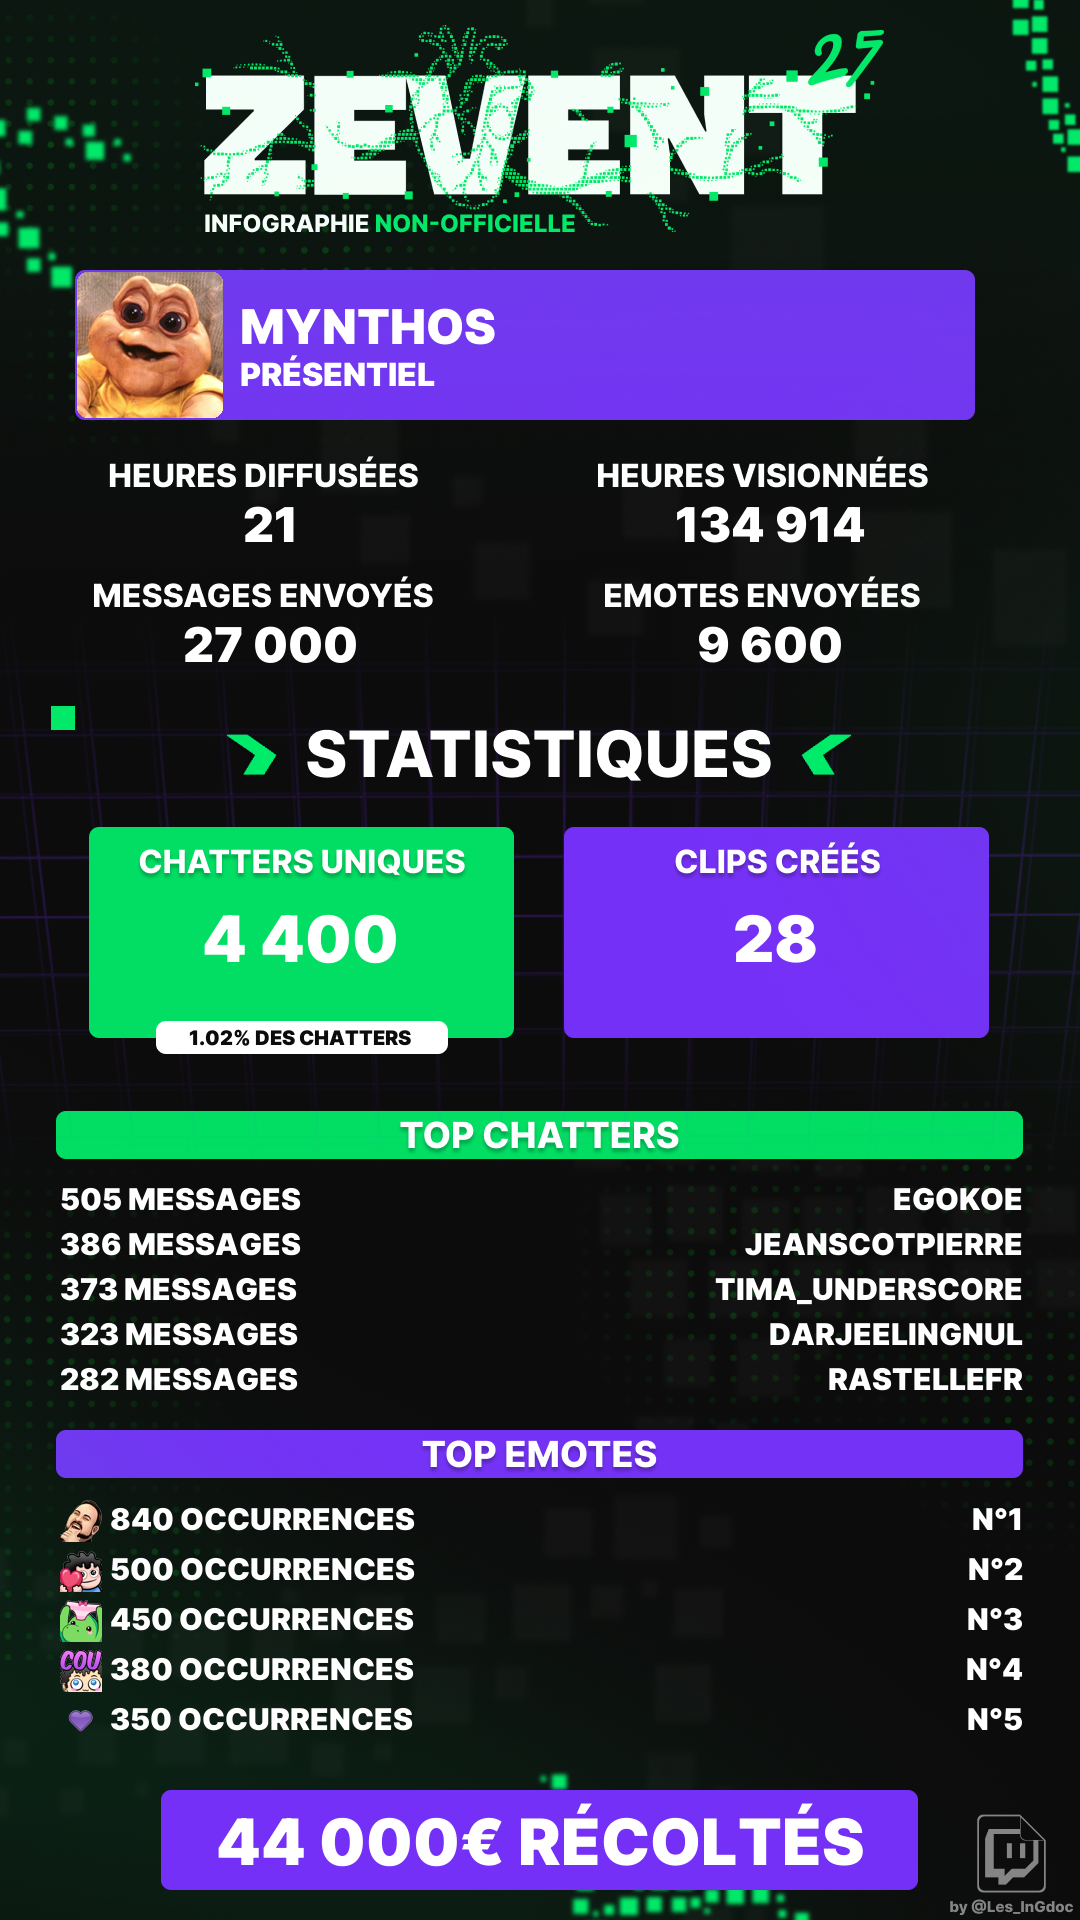 ZEVENT 25
INFOGRAPHIE NON-OFFICIELLE
MYNTHOS
PRÉSENTIEL
HEURES DIFFUSÉES
21
HEURES VISIONNÉES
134 914
MESSAGES ENVOYÉS
27 000
EMOTES ENVOYÉES
9 600
STATISTIQUES
CHATTERS UNIQUES
4 400
1.02% DES CHATTERS
CLIPS CRÉÉS
28
TOP CHATTERS
505 MESSAGES EGOKOE
386 MESSAGES JEANSCOTPIERRE
373 MESSAGES TIMA_UNDERSCORE
323 MESSAGES DARJEELINGNUL
282 MESSAGES RASTELLEFR
TOP EMOTES
840 OCCURRENCES N°1
500 OCCURRENCES N°2
450 OCCURRENCES N°3
COU 380 OCCURRENCES N°4
350 OCCURRENCES N°5
44 000€ RÉCOLTÉS
by @Les_InGdoc